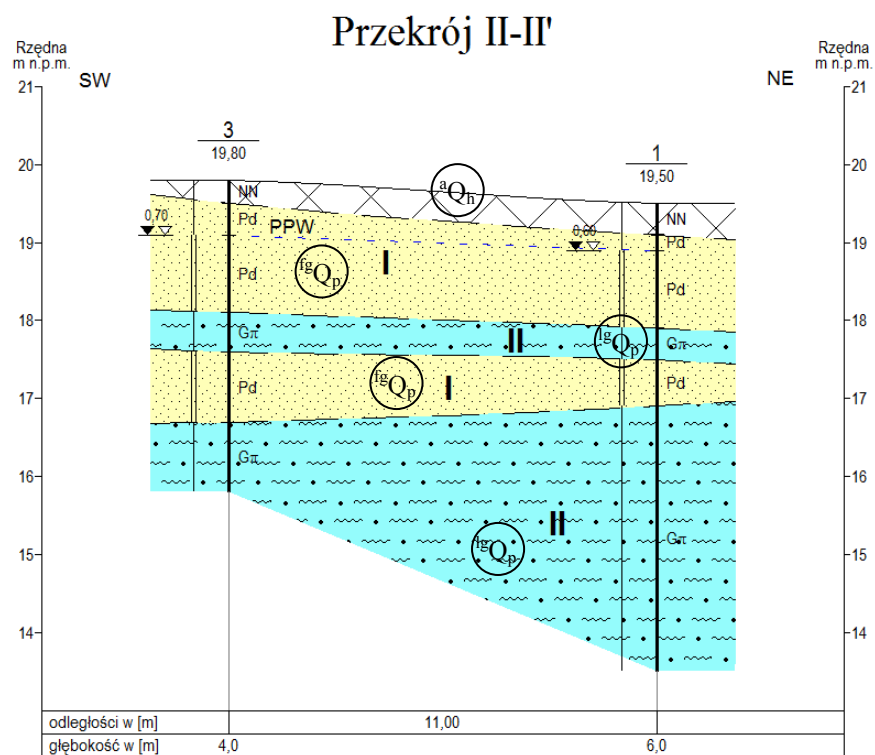 Przekrój II-II'
Rzędna
m n.p.m.
Rzędna
m n.p.m.
SW
NE
21
21
3
19,80
1
19,50
20
20
NN
aQh
NN
0,70
Pd
PPW
0,60
Pd
19
19
Pd
fgQp
I
Pd
18
18
Gπ
II
lgQp
Gπ
17
17
Pd
fgQp
I
Pd
16
16
Gπ
II
Gπ
15
15
lgQp
14
14
odległości w [m]
11,00
głębokość w [m]
4,0
6,0